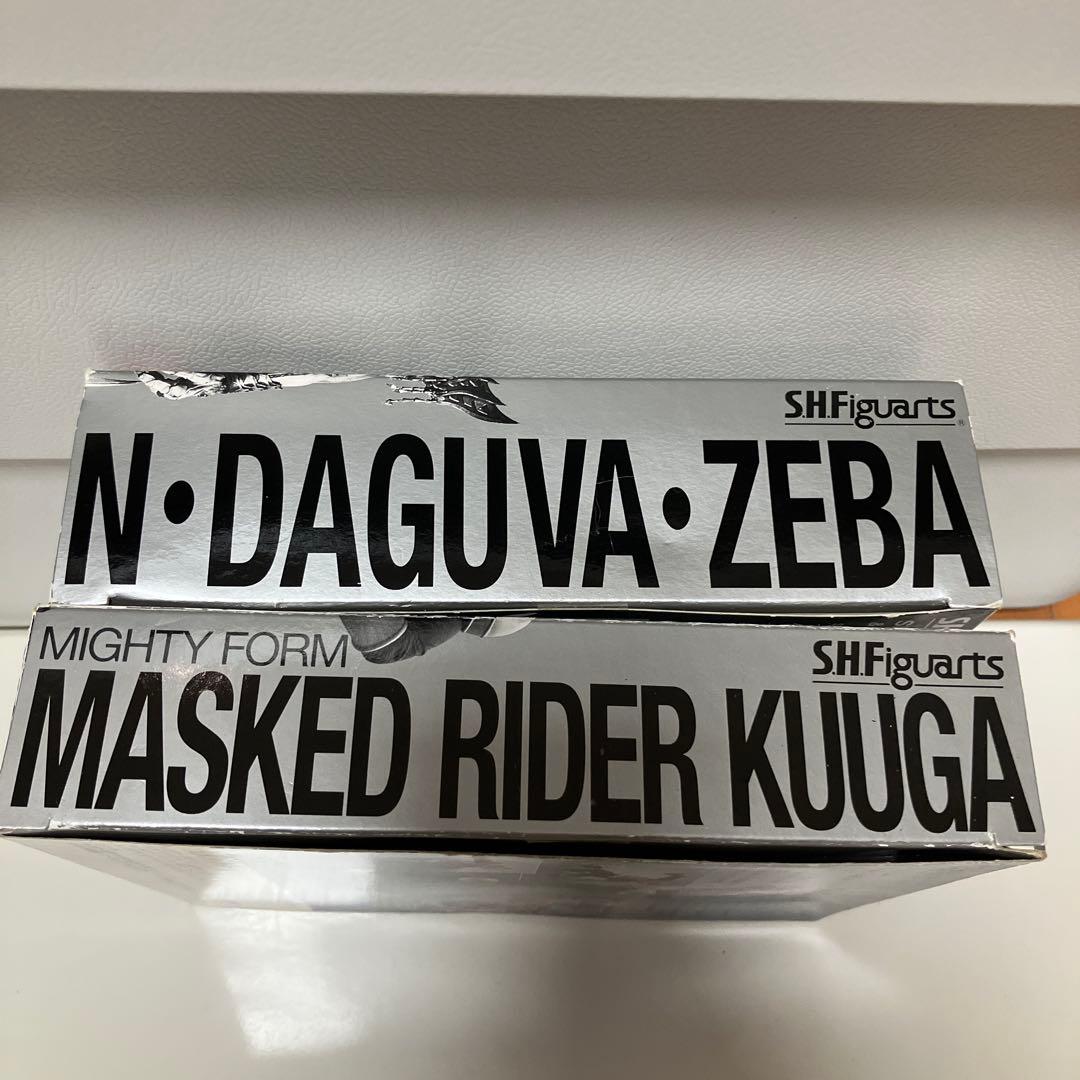 S.H.Figuarts®
N・DAGUVA・ZEBA
MIGHTY FORM
S.H.Figuarts
MASKED RIDER KUUGA